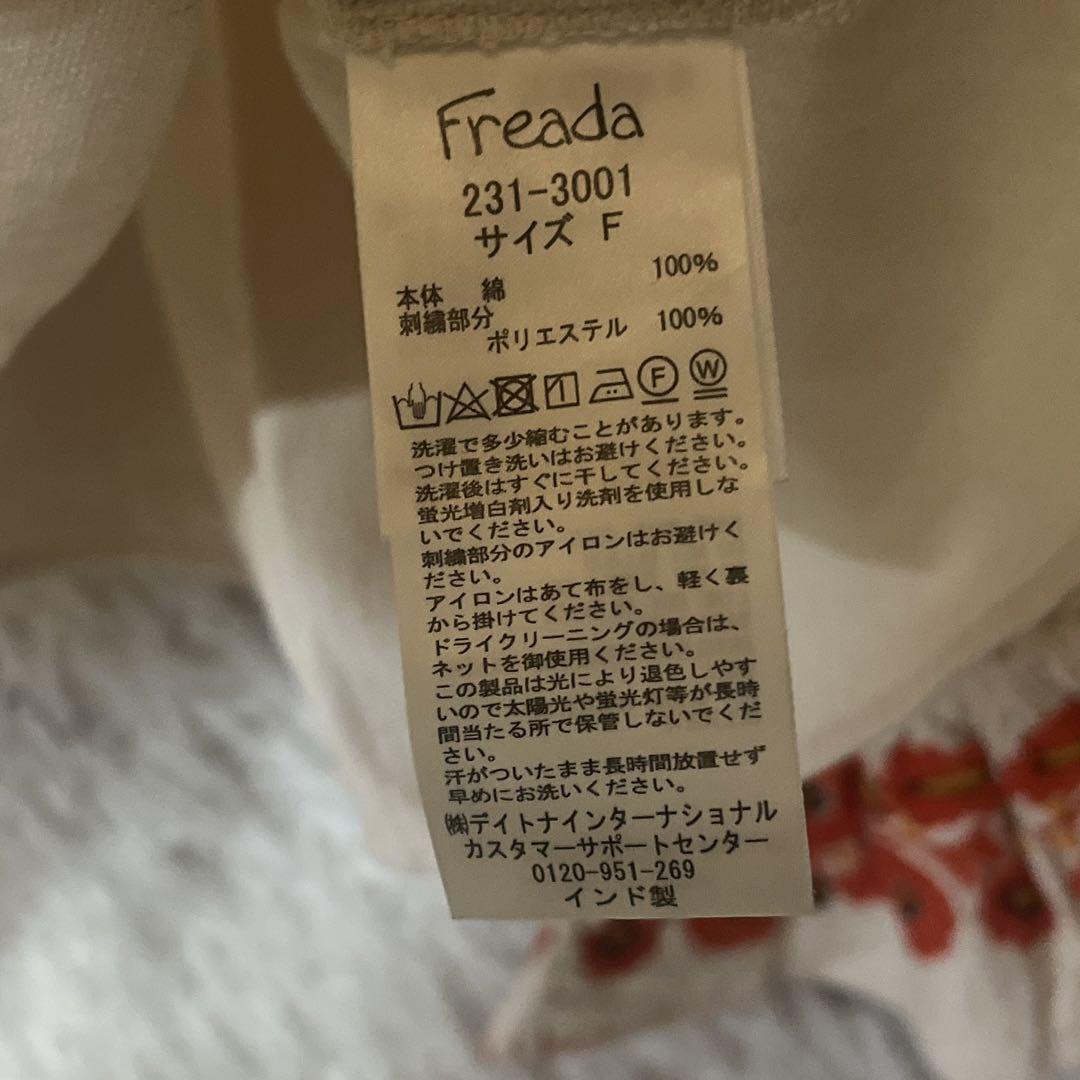 Freada
231-3001
サイズ F
本体 綿 100%
刺繍部分
ポリエステル 100%
F W
洗濯で多少縮むことがあります。
つけ置き洗いはお避けください。
洗濯後はすぐに干してください。
蛍光増白剤入り洗剤を使用しな
いでください。
刺繍部分のアイロンはお避けく
ださい。
アイロンはあて布をし、軽く裏
から掛けてください。
ドライクリーニングの場合は、
ネットを御使用ください。
この製品は光により退色しやす
いので太陽光や蛍光灯等が長時
間当たる所で保管しないでくだ
さい。
汗がついたまま長時間放置せず
早めにお洗いください。
㈱デイトナインターナショナル
カスタマーサポートセンター
0120-951-269
インド製